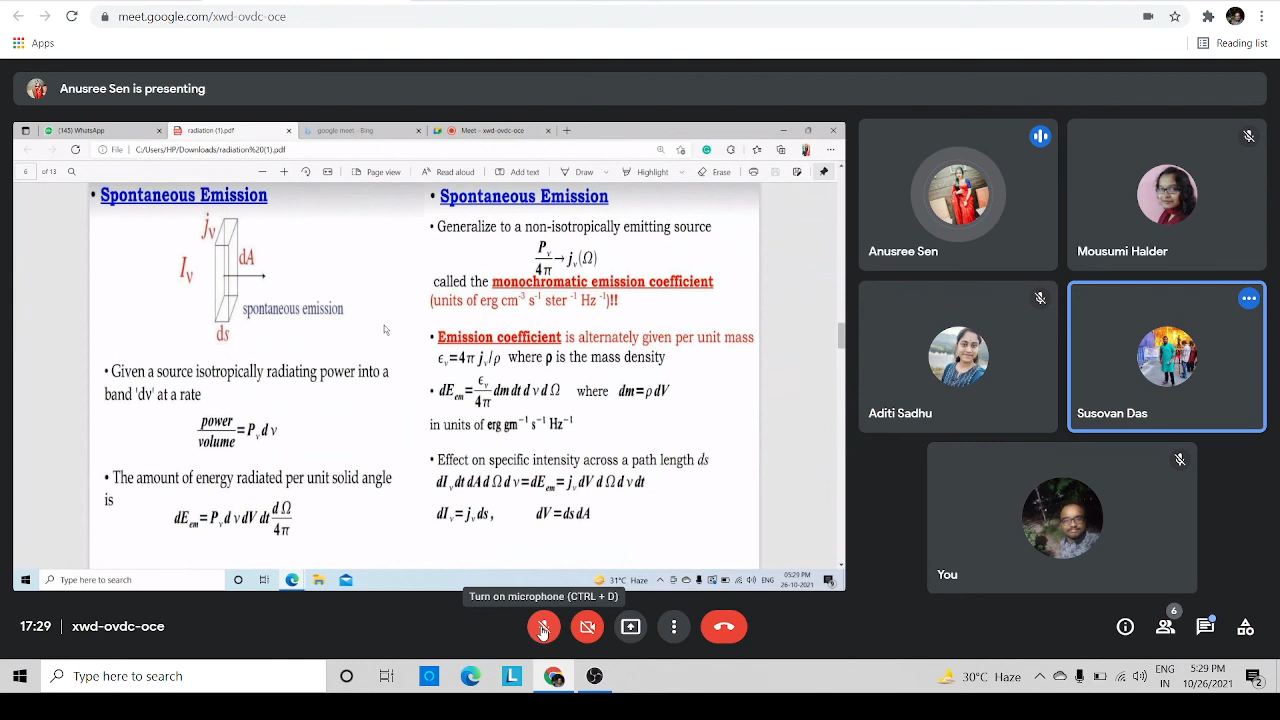 meet.google.com/xwd-ovdc-oce
Apps
Reading list
Anusree Sen is presenting
(145) WhatsApp
radiation (1).pdf
google meet - Bing
Meet - xwd-ovdc-oce
File
C:/Users/HP/Downloads/radiation%20(1).pdf
6 of 13
Page view
Read aloud
Add text
Draw
Highlight
Erase
• Spontaneous Emission
jν
Iν
dA
spontaneous emission
ds
• Given a source isotropically radiating power into a
band 'dv' at a rate
power/volume = Pν dν
• The amount of energy radiated per unit solid angle
is
dEem = Pν dν dV dt dΩ/4π
• Spontaneous Emission
• Generalize to a non-isotropically emitting source
Pν/4π → jν(Ω)
called the monochromatic emission coefficient
(units of erg cm-3 s-1 ster -1 Hz -1)!!
• Emission coefficient is alternately given per unit mass
ϵν=4π jν/ρ where ρ is the mass density
• dEem = ϵν/4π dm dt dν dΩ where dm=ρdV
in units of erg gm−1 s−1 Hz−1
• Effect on specific intensity across a path length ds
dIν dt dA dΩ dν=dEem=jν dV dΩ dν dt
dIν=jν ds, dV=ds dA
Type here to search
31°C Haze
ENG
05:29 PM
26-10-2021
Anusree Sen
Mousumi Halder
Aditi Sadhu
Susovan Das
You
Turn on microphone (CTRL + D)
17:29 | xwd-ovdc-oce
6
Type here to search
L
30°C Haze
ENG
IN
5:29 PM
10/26/2021
2